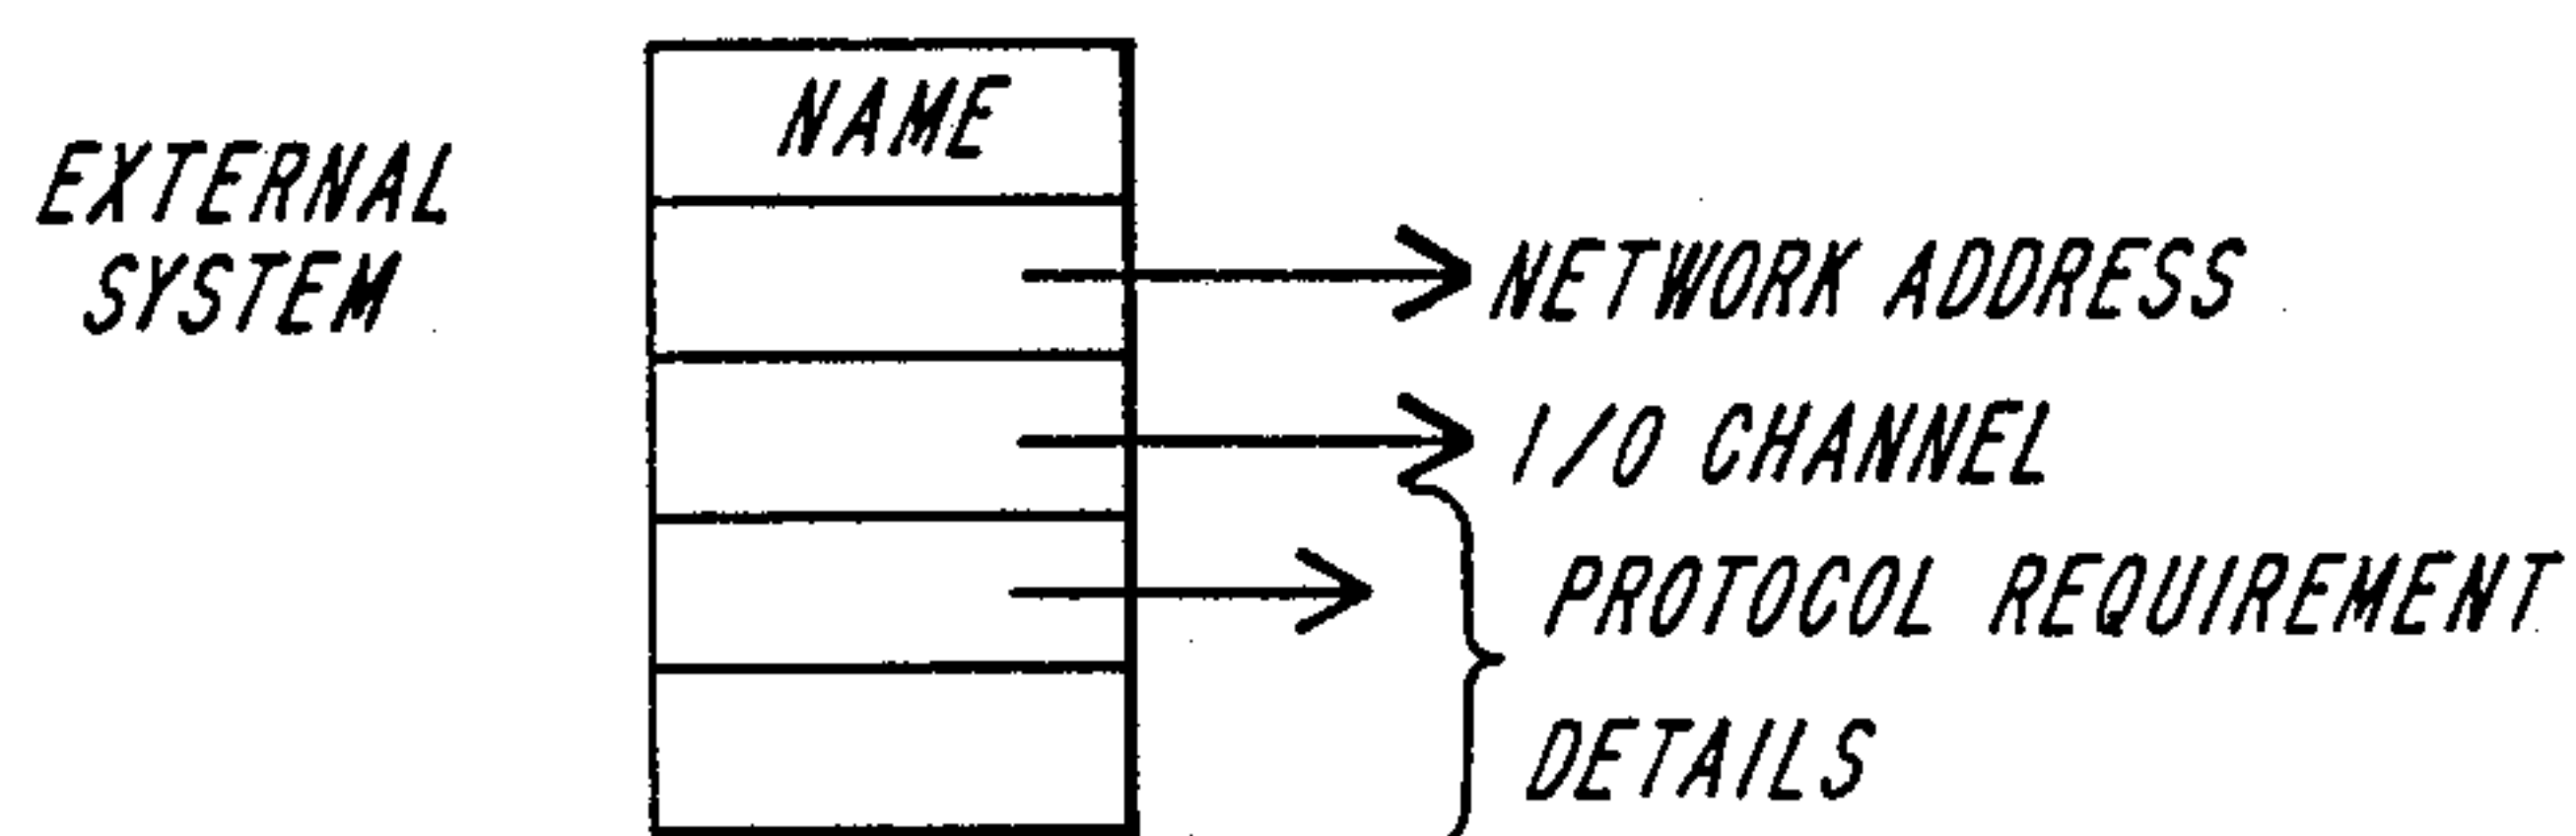 NAME
EXTERNAL
SYSTEM
NETWORK ADDRESS
I/O CHANNEL
PROTOCOL REQUIREMENT
DETAILS